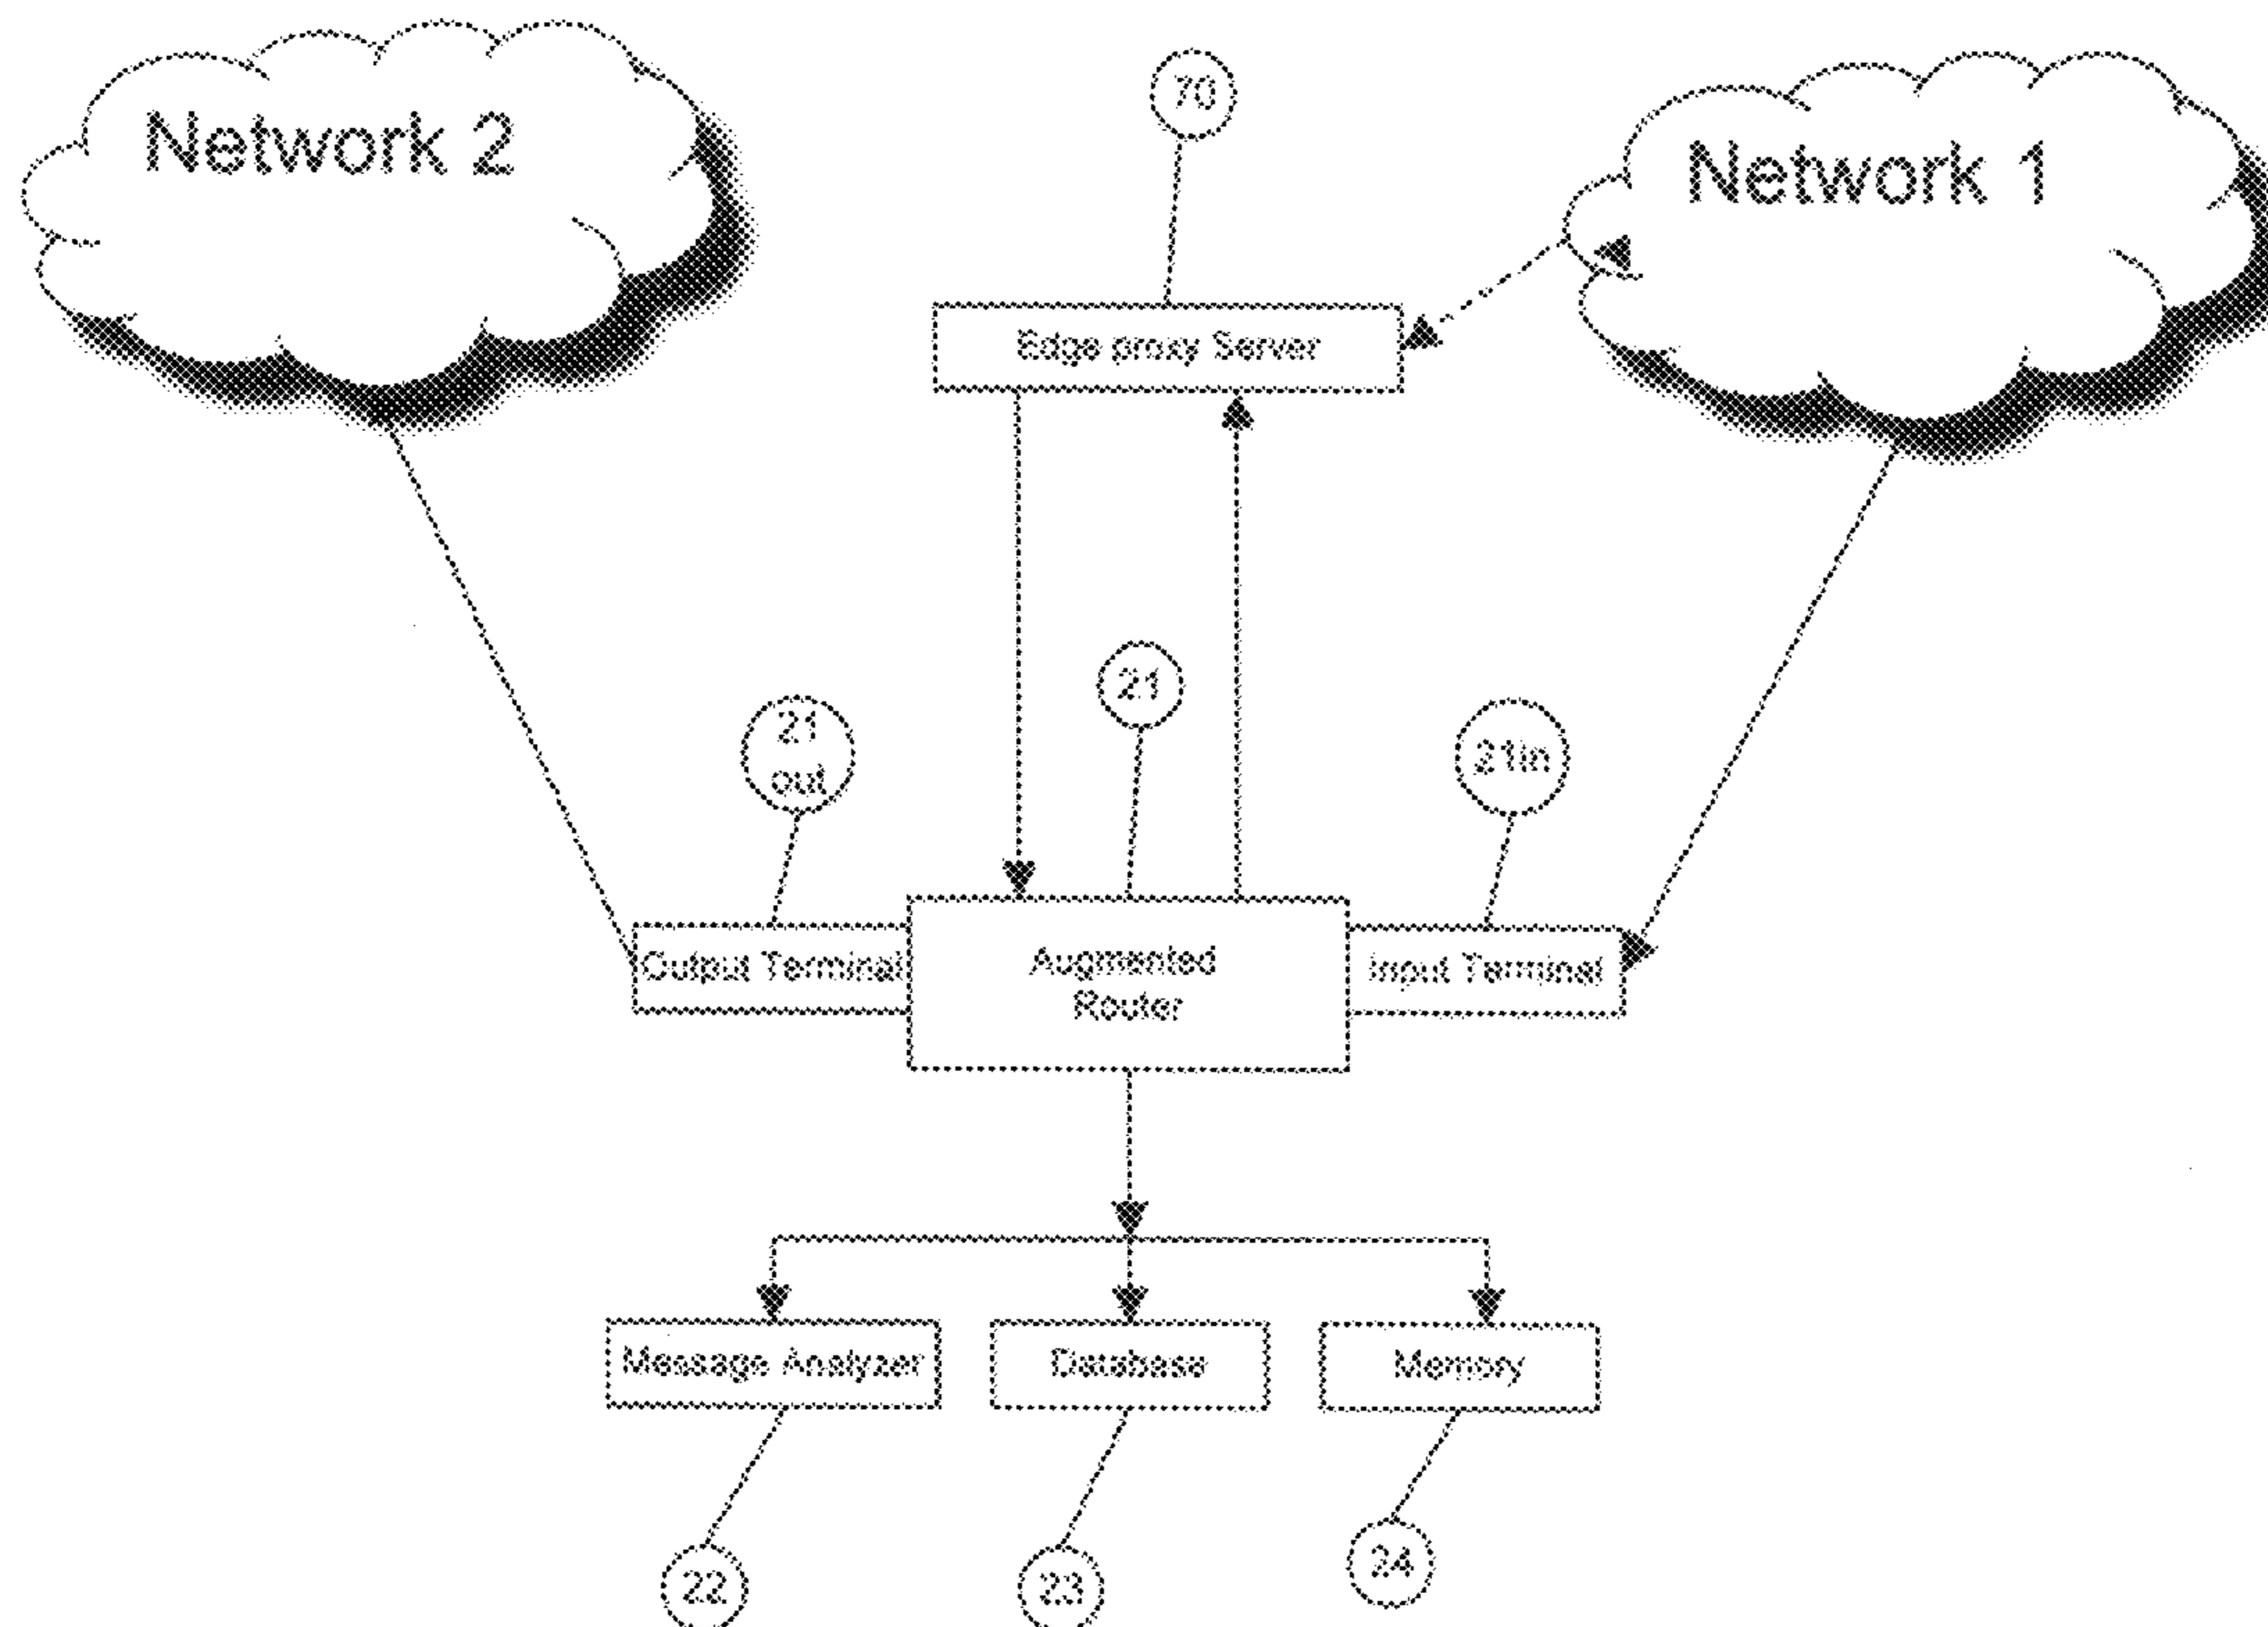 Network 2
70
Network 1
Edge proxy Server
21
21
out
21in
Output Terminal
Augmented
Router
Input Terminal
Message Analyzer
Database
Memory
22
23
24